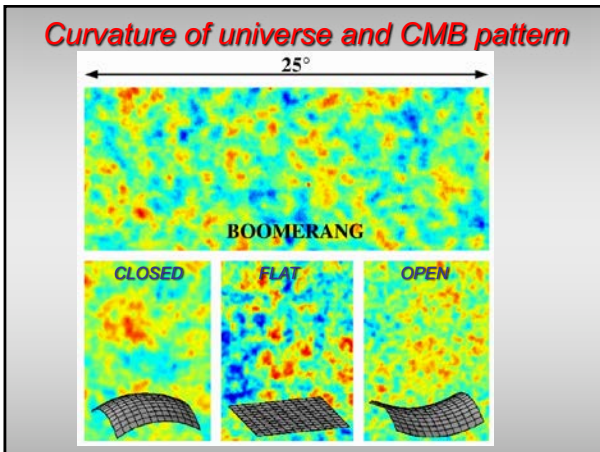 Curvature of universe and CMB pattern
25°
BOOMERANG
CLOSED FLAT OPEN